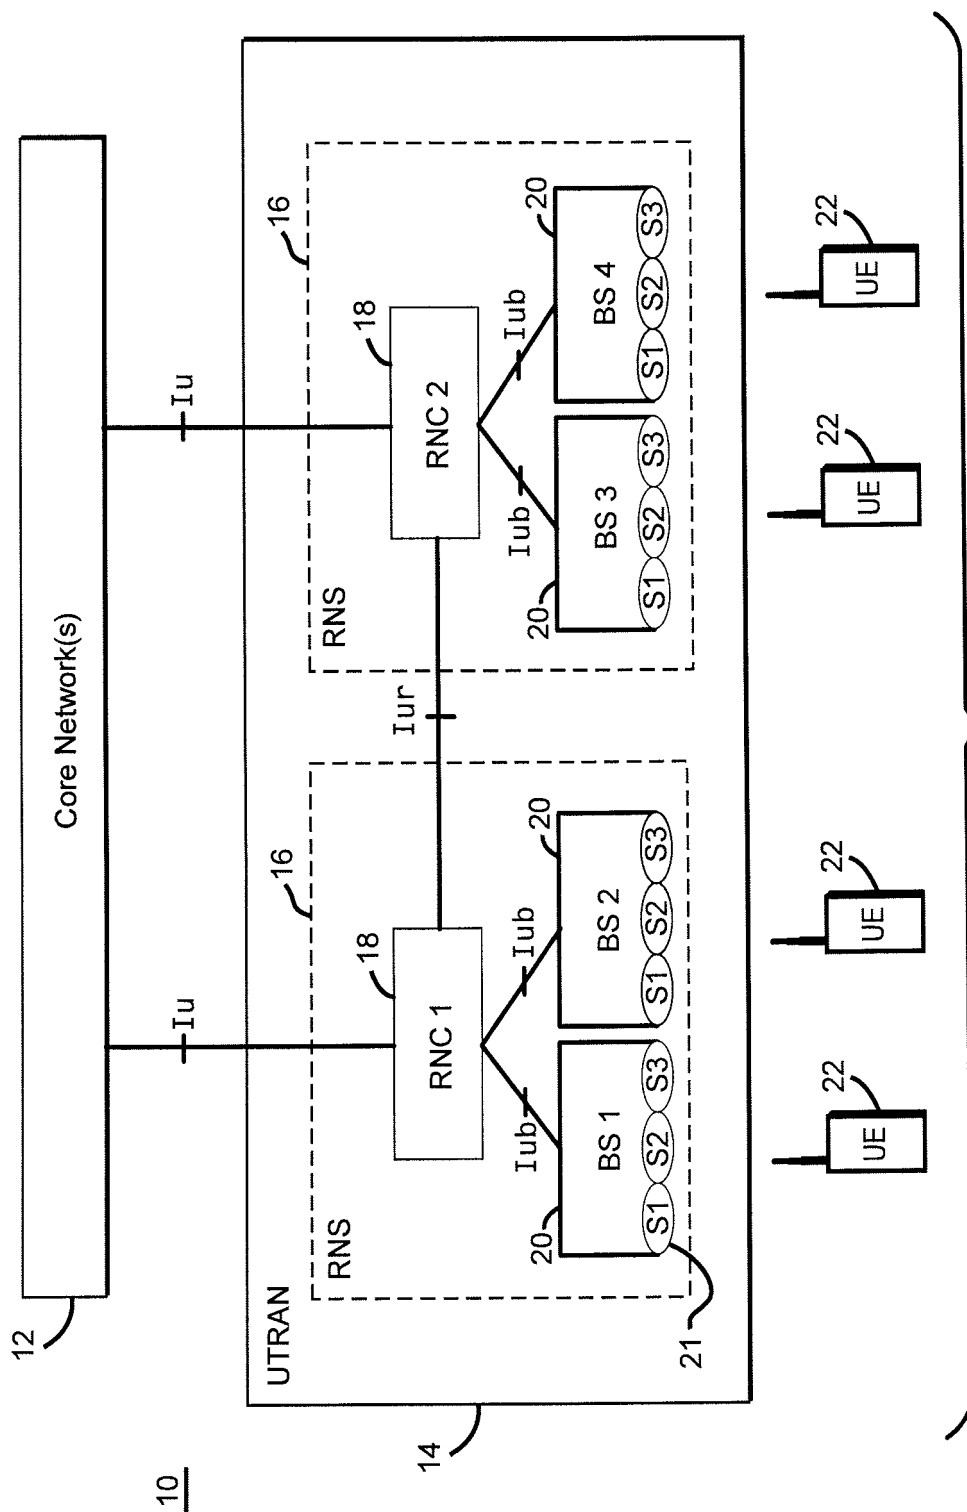 10
12
Core Network(s)
Iu
Iu
14
UTRAN
RNS
16
RNS
16
18
RNC 1
Iur
18
RNC 2
Iub
Iub
Iub
Iub
20
BS 1
20
BS 2
20
BS 3
20
BS 4
S1
S2
S3
S1
S2
S3
S1
S2
S3
S1
S2
S3
21
22
UE
22
UE
22
UE
22
UE